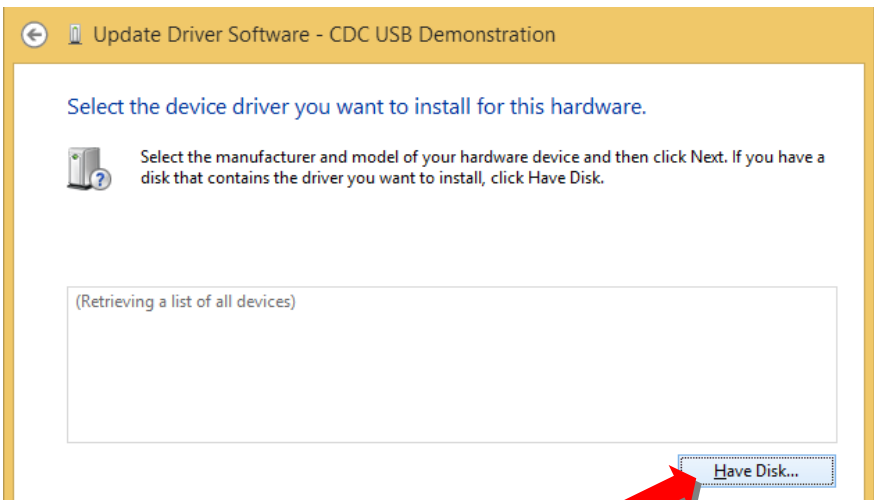 Update Driver Software - CDC USB Demonstration
Select the device driver you want to install for this hardware.
Select the manufacturer and model of your hardware device and then click Next. If you have a
disk that contains the driver you want to install, click Have Disk.
(Retrieving a list of all devices)
Have Disk...